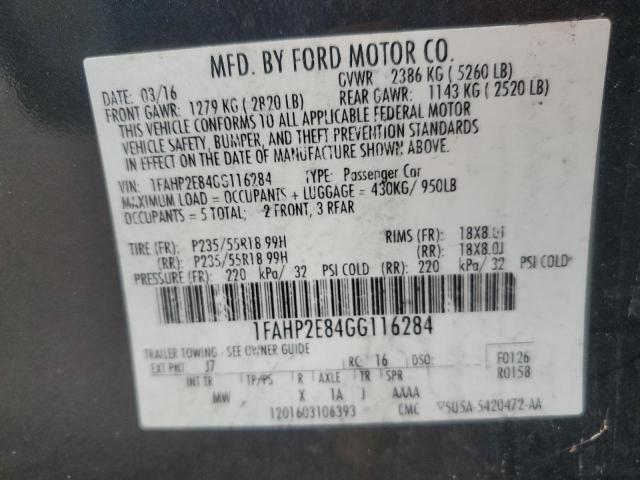 MFD. BY FORD MOTOR CO.
DATE: 03/16 GVWR 2386 KG ( 5260 LB)
FRONT GAWR: 1279 KG ( 2820 LB) REAR GAWR: 1143 KG ( 2520 LB)
THIS VEHICLE CONFORMS TO ALL APPLICABLE FEDERAL MOTOR
VEHICLE SAFETY, BUMPER, AND THEFT PREVENTION STANDARDS
IN EFFECT ON THE DATE OF MANUFACTURE SHOWN ABOVE.
VIN: 1FAHP2E84GG116284 TYPE: Passenger Car
MAXIMUM LOAD = OCCUPANTS + LUGGAGE = 430KG/ 950LB
OCCUPANTS = 5 TOTAL; 2 FRONT, 3 REAR
TIRE (FR): P235/55R18 99H RIMS (FR): 18X8.0J
(RR): P235/55R18 99H (RR): 18X8.0J
PRESSURE (FR): 220 kPa/ 32 PSI COLD (RR): 220 kPa/ 32 PSI COLD
1FAHP2E84GG116284
TRAILER TOWING - SEE OWNER GUIDE
EXT PNT J7 RC: 16 DSO: F0126
R0158
INT TR TP/PS R AXLE TR SPR
MW X 1A J AAAA
1201603106393 CMC 5U5A-5420472-AA